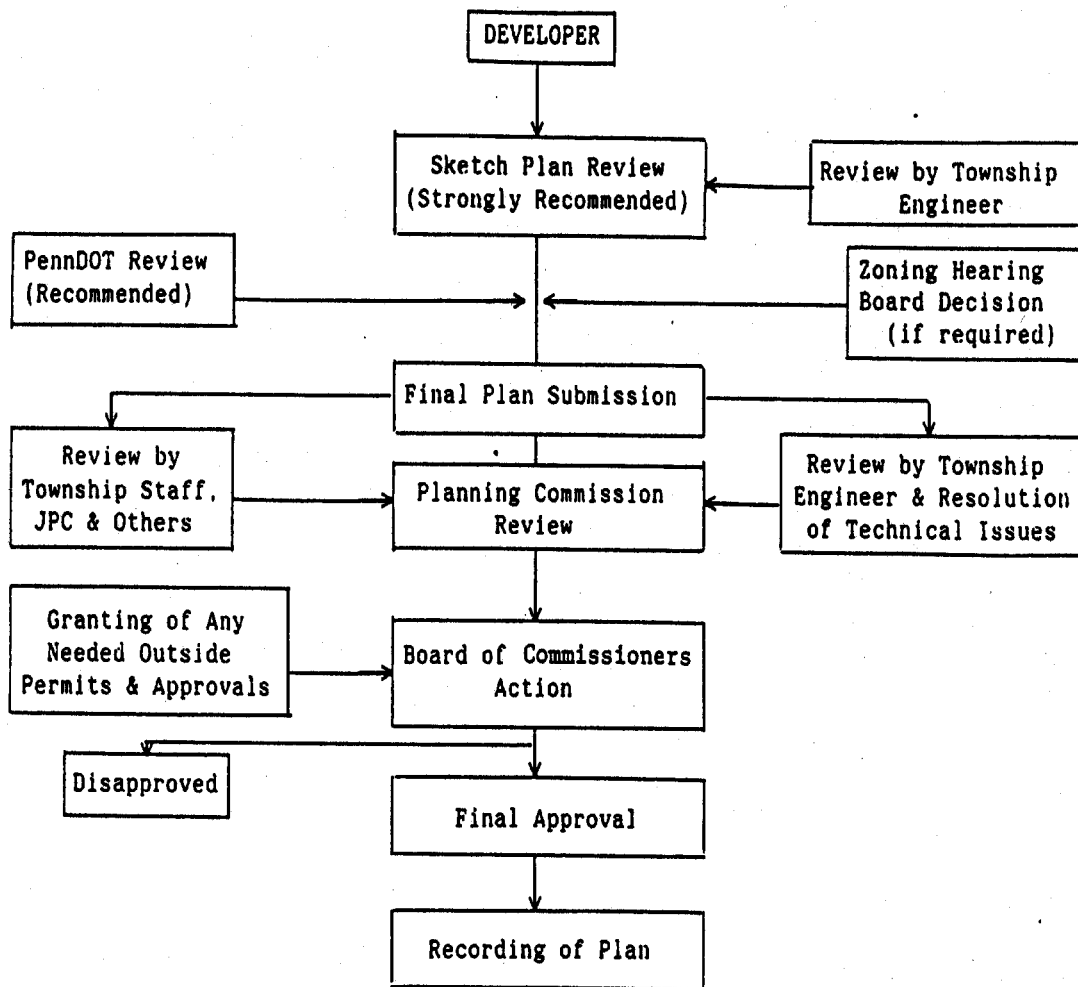 DEVELOPER
Sketch Plan Review
(Strongly Recommended)
Review by Township
Engineer
PennDOT Review
(Recommended)
Zoning Hearing
Board Decision
(if required)
Final Plan Submission
Review by
Township Staff,
JPC & Others
Planning Commission
Review
Review by Township
Engineer & Resolution
of Technical Issues
Granting of Any
Needed Outside
Permits & Approvals
Board of Commissioners
Action
Disapproved
Final Approval
Recording of Plan